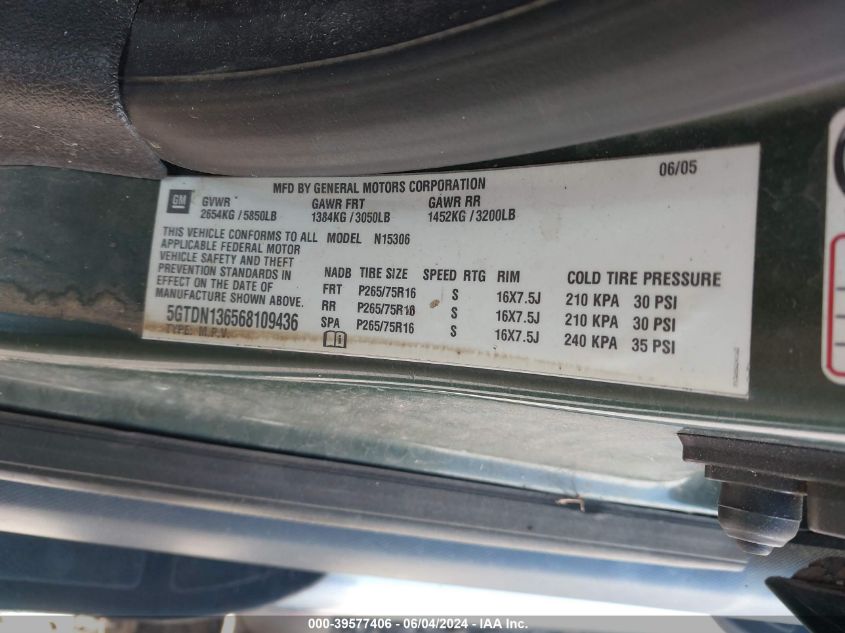 MFD BY GENERAL MOTORS CORPORATION 06/05
GM
GVWR GAWR FRT GAWR RR
2654KG / 5850LB 1384KG / 3050LB 1452KG / 3200LB
THIS VEHICLE CONFORMS TO ALL MODEL N15306
APPLICABLE FEDERAL MOTOR
VEHICLE SAFETY AND THEFT
PREVENTION STANDARDS IN
EFFECT ON THE DATE OF
MANUFACTURE SHOWN ABOVE.
5GTDN136568109436
TYPE: M.P.V.
NADB TIRE SIZE SPEED RTG RIM COLD TIRE PRESSURE
FRT P265/75R16 S 16X7.5J 210 KPA 30 PSI
RR P265/75R16 S 16X7.5J 210 KPA 30 PSI
SPA P265/75R16 S 16X7.5J 240 KPA 35 PSI
000-39577406 - 06/04/2024 - IAA Inc.